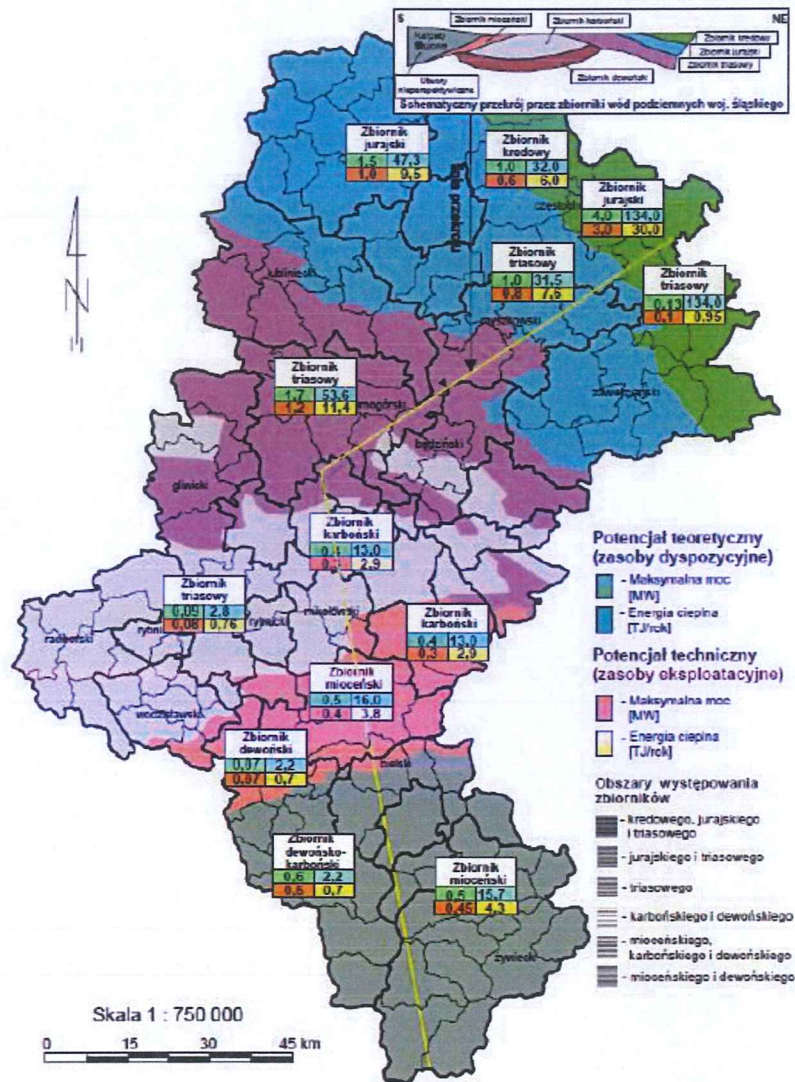 S
NE
Zbiornik mioceński
Zbiornik karboński
Karpaty
Zbiornik kredowy
Zbiornik jurajski
Zbiornik triasowy
Utwory
nieperspektywiczne
Zbiornik dewoński
Schematyczny przekrój przez zbiorniki wód podziemnych woj. śląskiego
Zbiornik
jurajski
1,5 47,3
1,0 9,5
Zbiornik
kredowy
1,0 32,0
0,6 6,0
linia przekroju
Zbiornik
jurajski
4,0 134,0
3,0 30,0
Zbiornik
triasowy
1,0 31,5
0,8 7,6
Zbiornik
triasowy
0,13 134,0
0,1 0,95
lubliniecki
myszkowski
zawierciański
Zbiornik
triasowy
1,7 53,6
1,2 11,4
będziński
gliwicki
Zbiornik
karboński
0,4 13,0
0,3 2,9
Zbiornik
triasowy
0,09 2,8
0,08 0,76
raciborski
mikołowski
Zbiornik
karboński
0,4 13,0
0,3 2,9
Zbiornik
mioceński
0,5 16,0
0,4 3,8
wodzisławski
Zbiornik
dewoński
0,07 2,2
0,07 0,7
bielski
Zbiornik
dewońsko-
karboński
0,6 2,2
0,5 0,7
Zbiornik
mioceński
0,5 15,7
0,45 4,3
żywiecki
Potencjał teoretyczny
(zasoby dyspozycyjne)
- Maksymalna moc
[MW]
- Energia cieplna
[TJ/rok]
Potencjał techniczny
(zasoby eksploatacyjne)
- Maksymalna moc
[MW]
- Energia cieplna
[TJ/rok]
Obszary występowania
zbiorników
- kredowego, jurajskiego
i triasowego
- jurajskiego i triasowego
- triasowego
- karbońskiego i dewońskiego
- mioceńskiego,
karbońskiego i dewońskiego
- mioceńskiego i dewońskiego
Skala 1 : 750 000
0 15 30 45 km